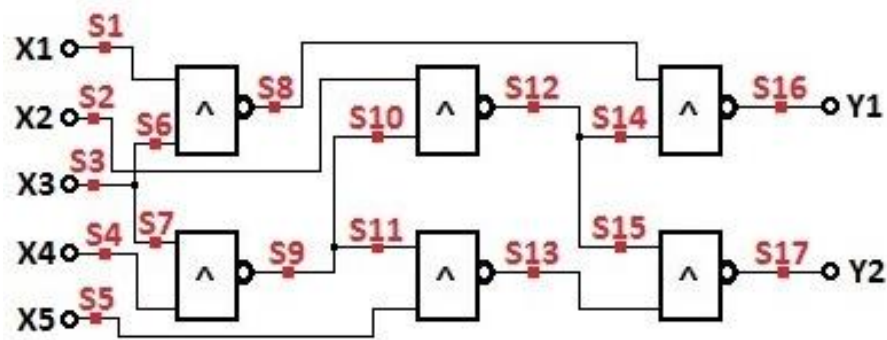 X1 S1
S8
S12
S16 Y1
X2 S2
S6
^
S10
^
S14
^
X3 S3
X4 S4
S7
^
S9
S11
^
S13
S15
^
S17 Y2
X5 S5